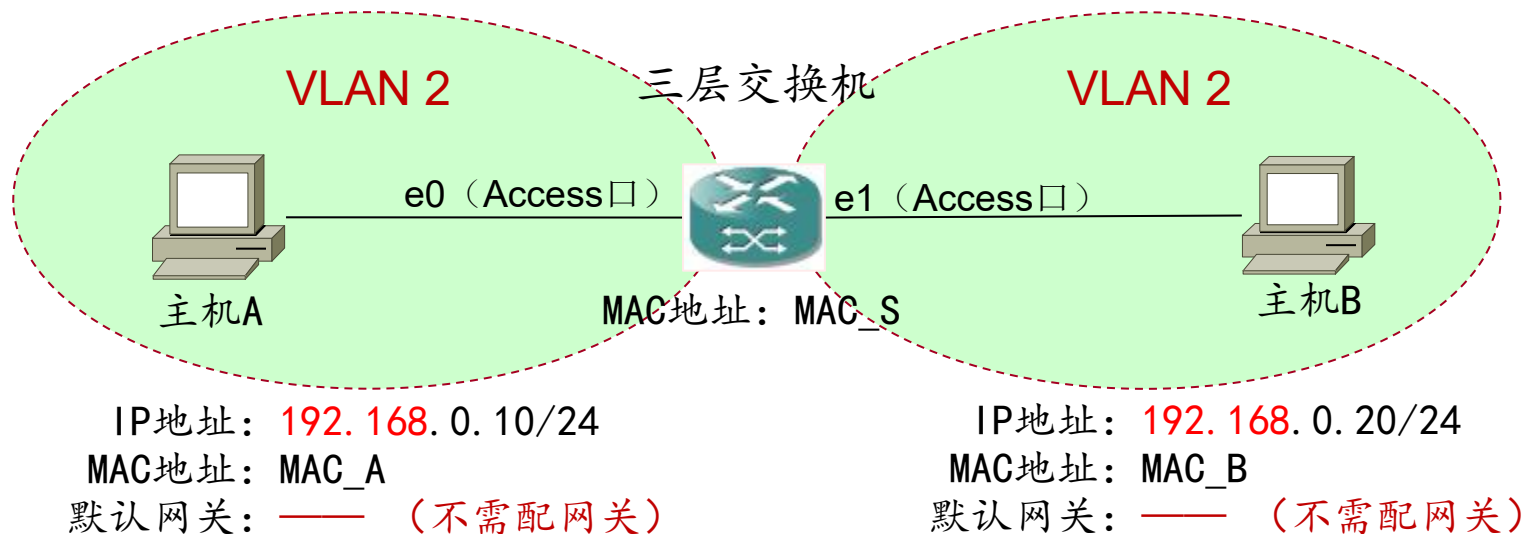 VLAN 2
三层交换机
VLAN 2
e0（Access口）
e1（Access口）
主机A
MAC地址：MAC_S
主机B
IP地址：192.168.0.10/24
MAC地址：MAC_A
默认网关：—— （不需配网关）
IP地址：192.168.0.20/24
MAC地址：MAC_B
默认网关：—— （不需配网关）